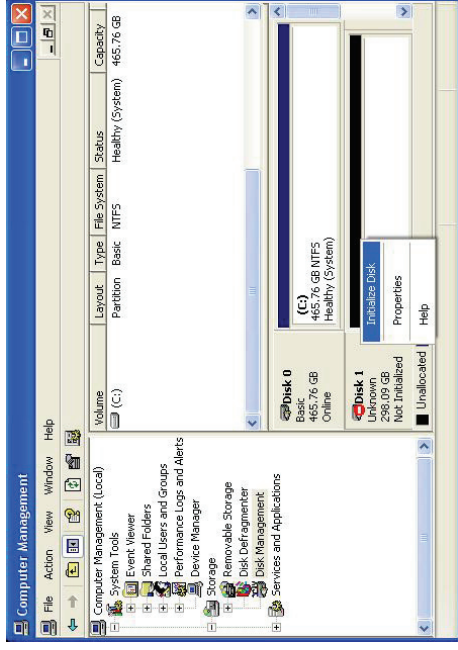 Computer Management
File Action View Window Help
Computer Management (Local)
System Tools
Event Viewer
Shared Folders
Local Users and Groups
Performance Logs and Alerts
Device Manager
Storage
Removable Storage
Disk Defragmenter
Disk Management
Services and Applications
Volume Layout Type File System Status Capacity
(C:) Partition Basic NTFS Healthy (System) 465.76 GB
Disk 0
Basic
465.76 GB
Online
(C:)
465.76 GB NTFS
Healthy (System)
Disk 1
Unknown
298.09 GB
Not Initialized
Initialize Disk
Properties
Help
Unallocated